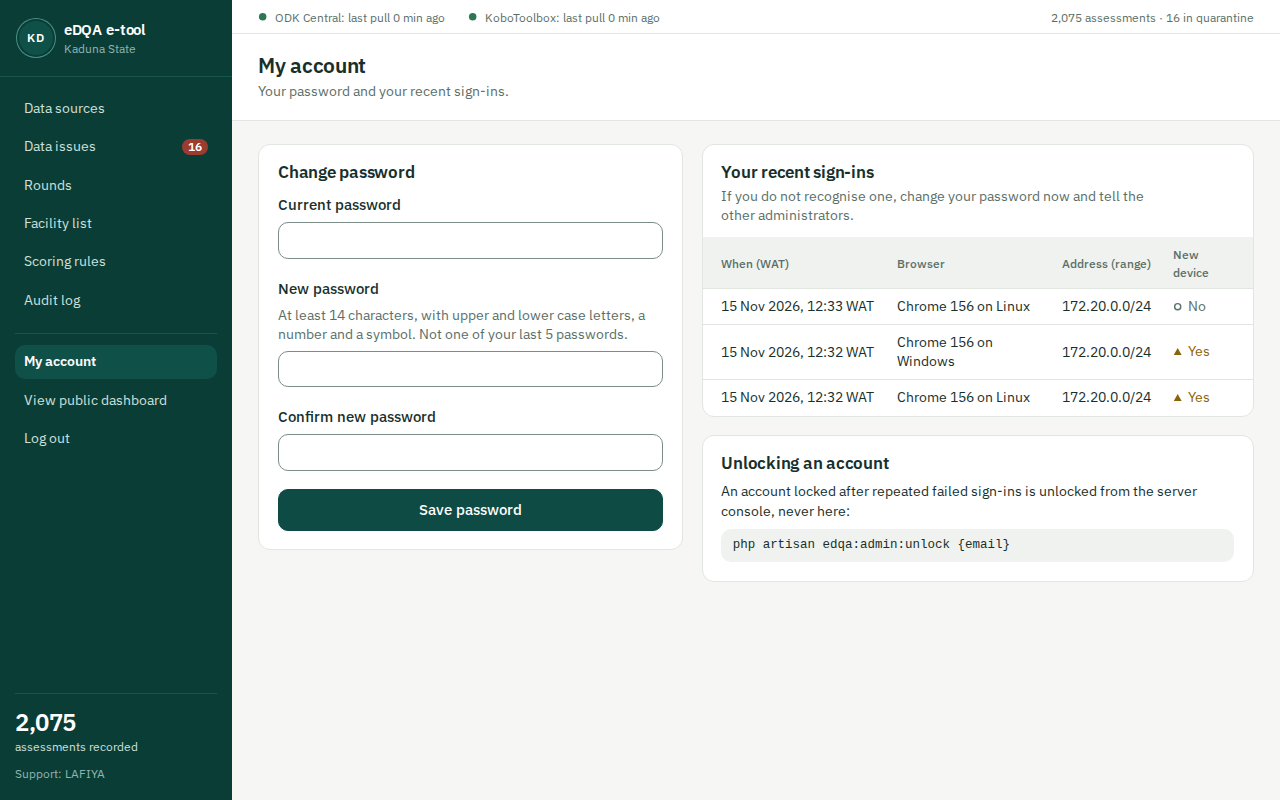 KD
eDQA e-tool
Kaduna State
Data sources
Data issues 16
Rounds
Facility list
Scoring rules
Audit log
My account
View public dashboard
Log out
2,075
assessments recorded
Support: LAFIYA
ODK Central: last pull 0 min ago KoboToolbox: last pull 0 min ago 2,075 assessments · 16 in quarantine
My account
Your password and your recent sign-ins.
Change password
Current password
New password
At least 14 characters, with upper and lower case letters, a
number and a symbol. Not one of your last 5 passwords.
Confirm new password
Save password
Your recent sign-ins
If you do not recognise one, change your password now and tell the
other administrators.
When (WAT) Browser Address (range) New device
15 Nov 2026, 12:33 WAT Chrome 156 on Linux 172.20.0.0/24 No
15 Nov 2026, 12:32 WAT Chrome 156 on Windows 172.20.0.0/24 Yes
15 Nov 2026, 12:32 WAT Chrome 156 on Linux 172.20.0.0/24 Yes
Unlocking an account
An account locked after repeated failed sign-ins is unlocked from the server
console, never here:
php artisan edqa:admin:unlock {email}